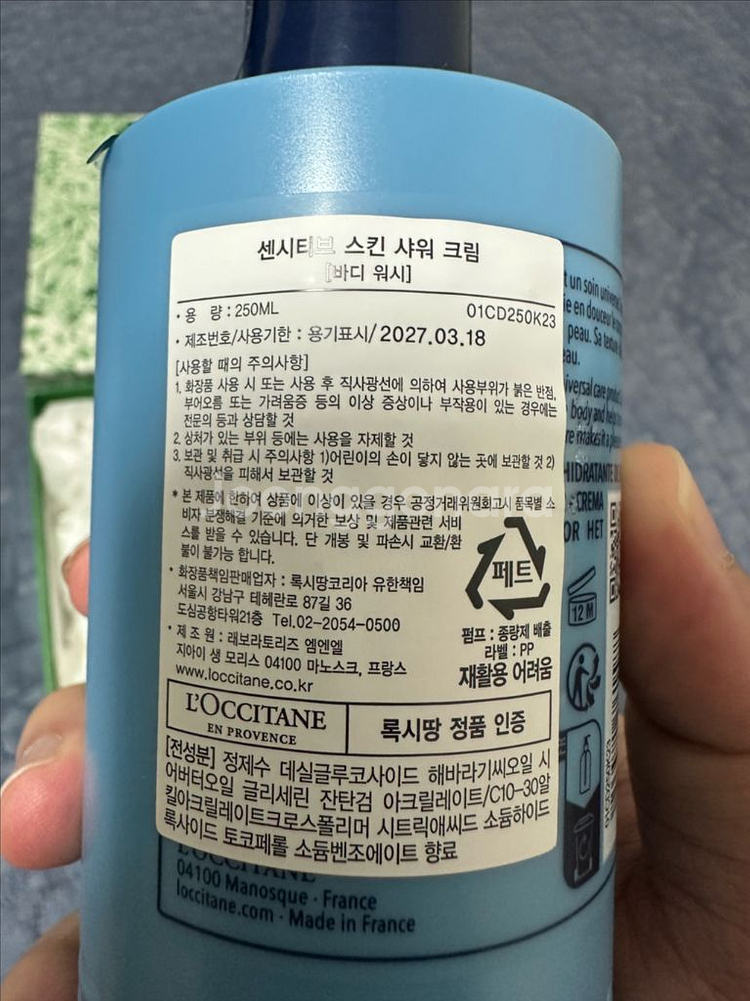 센시티브 스킨 샤워 크림
[바디 워시]
· 용 량 : 250ML 01CD250K23
· 제조번호/사용기한 : 용기표시/ 2027.03.18
[사용할 때의 주의사항]
1. 화장품 사용 시 또는 사용 후 직사광선에 의하여 사용부위가 붉은 반점,
부어오름 또는 가려움증 등의 이상 증상이나 부작용이 있는 경우에는
전문의 등과 상담할 것
2. 상처가 있는 부위 등에는 사용을 자제할 것
3. 보관 및 취급 시 주의사항 1)어린이의 손이 닿지 않는 곳에 보관할 것 2)
직사광선을 피해서 보관할 것
* 본 제품에 한하여 상품에 이상이 있을 경우 공정거래위원회고시 품목별 소
비자 분쟁해결 기준에 의거한 보상 및 제품관련 서비
스를 받을 수 있습니다. 단 개봉 및 파손시 교환/환
불이 불가능 합니다.
· 화장품책임판매업자 : 록시땅코리아 유한책임
서울시 강남구 테헤란로 87길 36
도심공항타워21층 Tel.02-2054-0500
· 제 조 원 : 래보라토리즈 엠엔엘
지아이 생 모리스 04100 마노스크, 프랑스
www.loccitane.co.kr
페트
펌프 : 종량제 배출
라벨 : PP
재활용 어려움
L'OCCITANE
EN PROVENCE
록시땅 정품 인증
[전성분] 정제수 데실글루코사이드 해바라기씨오일 시
어버터오일 글리세린 잔탄검 아크릴레이트/C10-30알
킬아크릴레이트크로스폴리머 시트릭애씨드 소듐하이드
록사이드 토코페롤 소듐벤조에이트 향료
L'OCCITANE
04100 Manosque · France
loccitane.com · Made in France
un soin
en douceur
peau. Sa
care
body and
HIDRATANTE
CREMA
OR HET
12 M
joonggonara